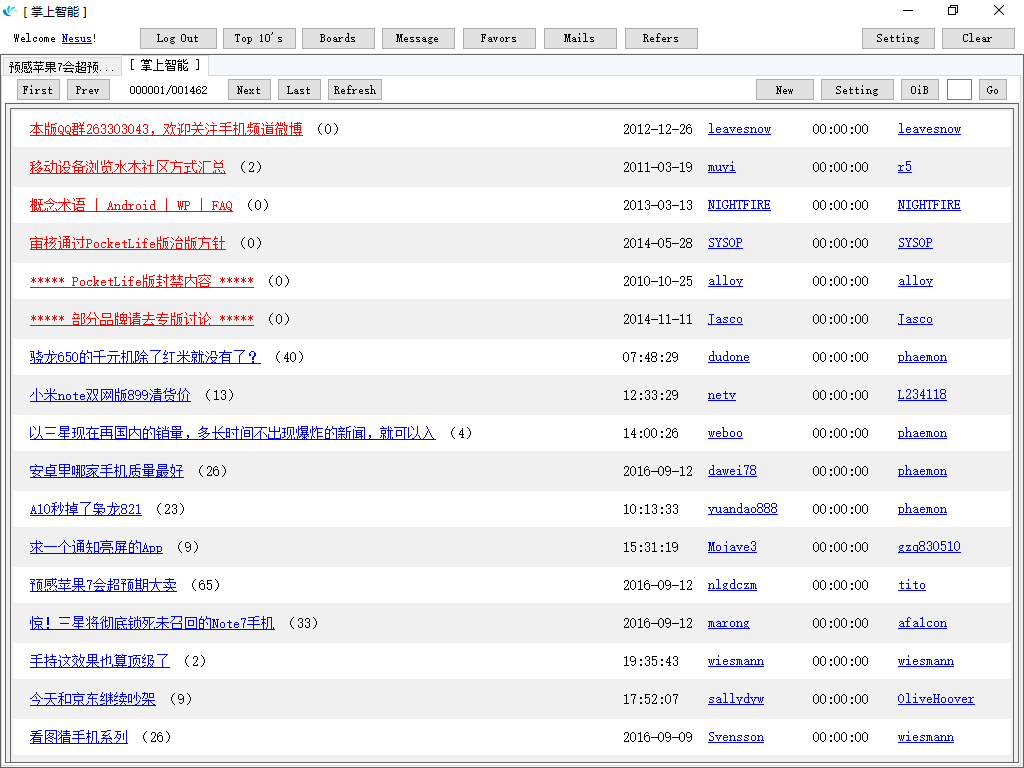 [ 掌上智能 ]
Welcome Nesus! Log Out Top 10's Boards Message Favors Mails Refers Setting Clear
预感苹果7会超预... [ 掌上智能 ]
First Prev 000001/001462 Next Last Refresh New Setting OiB Go
本版QQ群263303043，欢迎关注手机频道微博 (0) 2012-12-26 leavesnow 00:00:00 leavesnow
移动设备浏览水木社区方式汇总 (2) 2011-03-19 muyi 00:00:00 r5
概念术语 | Android | WP | FAQ (0) 2013-03-13 NIGHTFIRE 00:00:00 NIGHTFIRE
审核通过PocketLife版治版方针 (0) 2014-05-28 SYSOP 00:00:00 SYSOP
***** PocketLife版封禁内容 ***** (0) 2010-10-25 alloy 00:00:00 alloy
***** 部分品牌请去专版讨论 ***** (0) 2014-11-11 Jasco 00:00:00 Jasco
骁龙650的千元机除了红米就没有了？ (40) 07:48:29 dudone 00:00:00 phaemon
小米note双网版899清货价 (13) 12:33:29 netv 00:00:00 L234118
以三星现在再国内的销量，多长时间不出现爆炸的新闻，就可以入 (4) 14:00:26 weboo 00:00:00 phaemon
安卓里哪家手机质量最好 (26) 2016-09-12 dawei78 00:00:00 phaemon
A10秒掉了枭龙821 (23) 10:13:33 yuandao888 00:00:00 phaemon
求一个通知亮屏的App (9) 15:31:19 Mojave3 00:00:00 gzq830510
预感苹果7会超预期大卖 (65) 2016-09-12 nlgdczm 00:00:00 tito
惊！三星将彻底锁死未召回的Note7手机 (33) 2016-09-12 marong 00:00:00 afalcon
手持这效果也算顶级了 (2) 19:35:43 wiesmann 00:00:00 wiesmann
今天和京东继续吵架 (9) 17:52:07 sallydyw 00:00:00 OliveHoover
看图猜手机系列 (26) 2016-09-09 Svensson 00:00:00 wiesmann